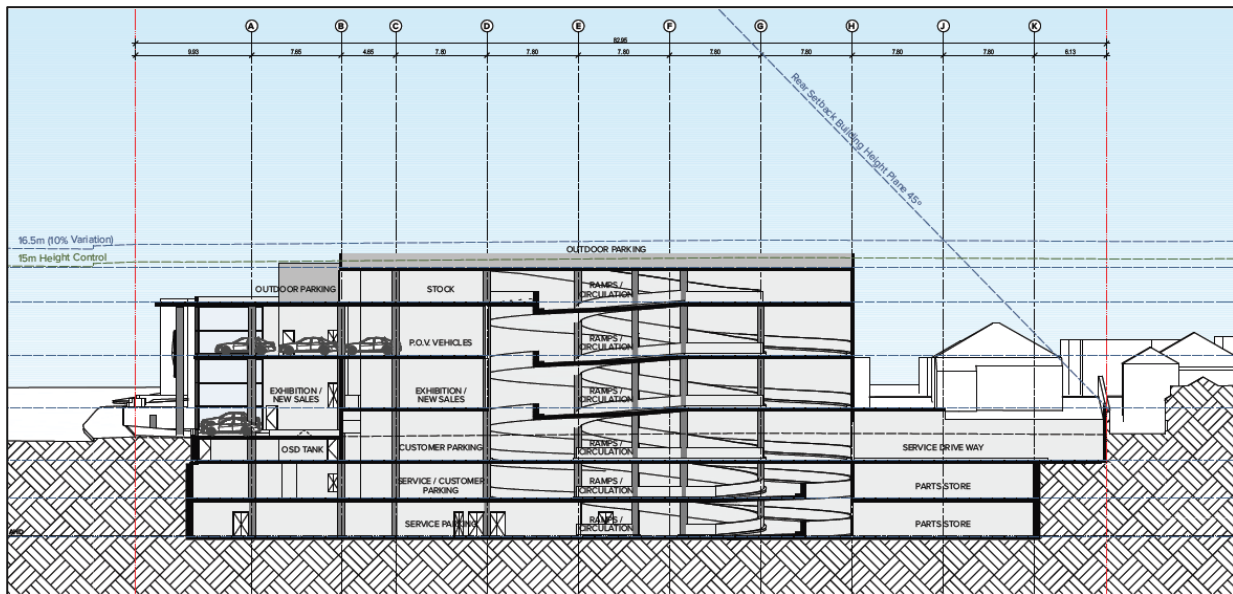 A B C D E F G H J K
82.95
9.93 7.65 4.65 7.80 7.80 7.80 7.80 7.80 7.80 7.80 6.13
Rear Setback Building Height Plane 45°
16.5m (10% Variation)
15m Height Control
OUTDOOR PARKING
OUTDOOR PARKING
STOCK
RAMPS /
CIRCULATION
P.O.V. VEHICLES
RAMPS /
CIRCULATION
EXHIBITION /
NEW SALES
EXHIBITION /
NEW SALES
RAMPS /
CIRCULATION
OSD TANK
CUSTOMER PARKING
RAMPS /
CIRCULATION
SERVICE DRIVE WAY
SERVICE / CUSTOMER
PARKING
RAMPS /
CIRCULATION
PARTS STORE
SERVICE PARKING
RAMPS /
CIRCULATION
PARTS STORE